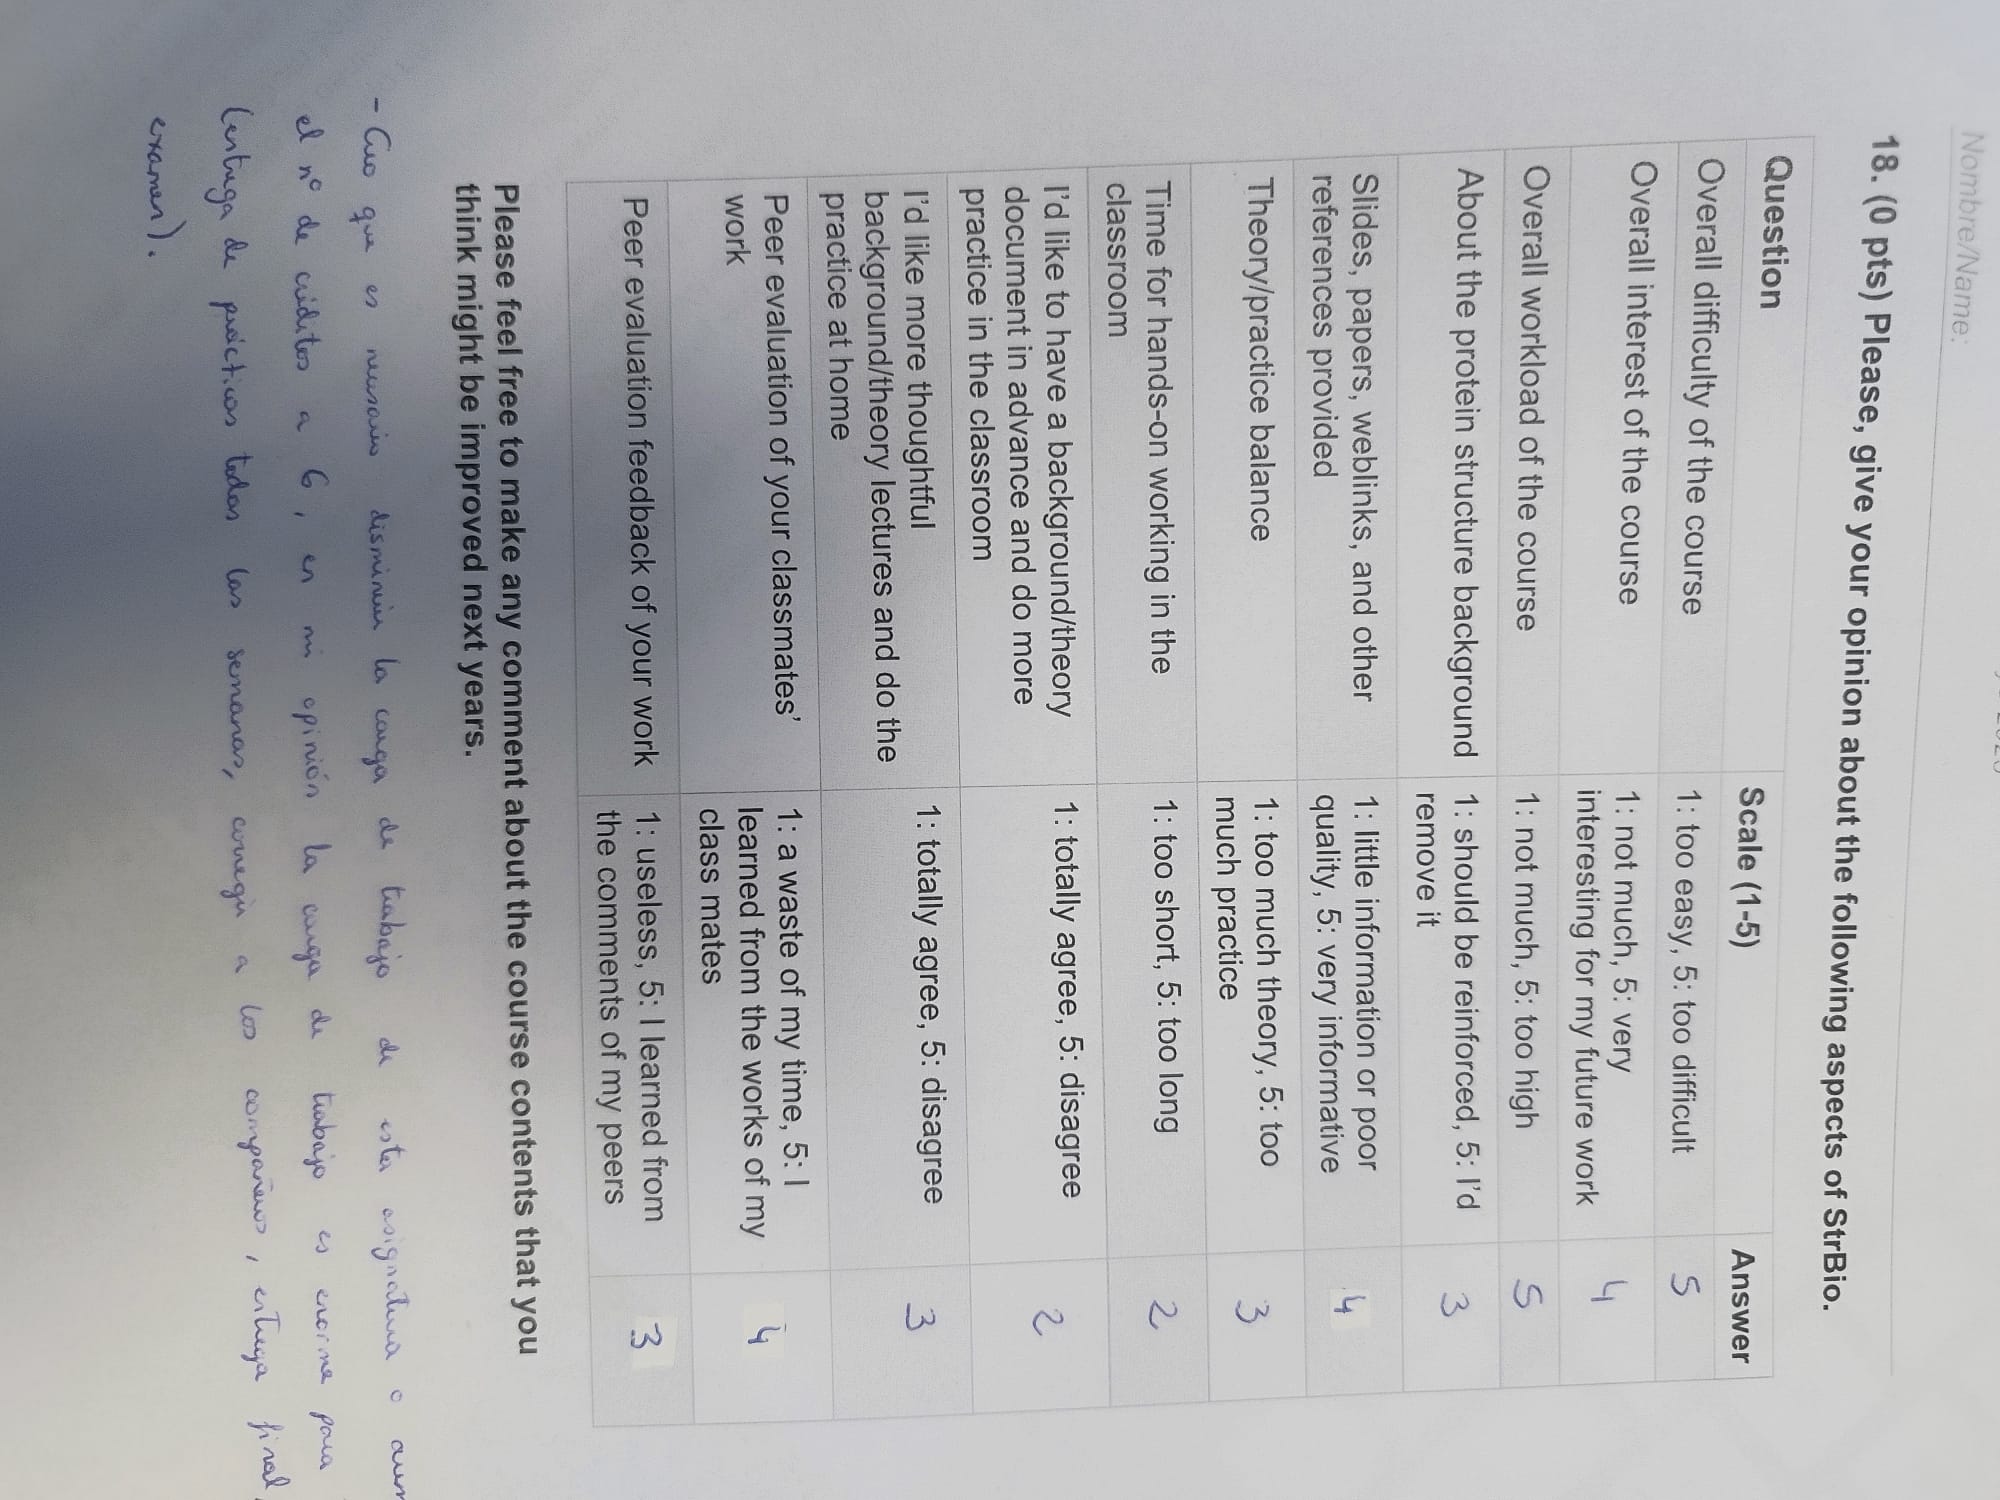 Nombre/Name:
18. (0 pts) Please, give your opinion about the following aspects of StrBio.
Question Scale (1-5) Answer
Overall difficulty of the course 1: too easy, 5: too difficult 5
Overall interest of the course 1: not much, 5: very
interesting for my future work 4
Overall workload of the course 1: not much, 5: too high 5
About the protein structure background 1: should be reinforced, 5: I'd
remove it 3
Slides, papers, weblinks, and other
references provided 1: little information or poor
quality, 5: very informative 4
Theory/practice balance 1: too much theory, 5: too
much practice 3
Time for hands-on working in the
classroom 1: too short, 5: too long 2
I'd like to have a background/theory
document in advance and do more
practice in the classroom 1: totally agree, 5: disagree 2
I'd like more thoughtful
background/theory lectures and do the
practice at home 1: totally agree, 5: disagree 3
Peer evaluation of your classmates'
work 1: a waste of my time, 5: I
learned from the works of my
class mates 4
Peer evaluation feedback of your work 1: useless, 5: I learned from
the comments of my peers 3
Please feel free to make any comment about the course contents that you
think might be improved next years.
- Creo que es necesario disminuir la carga de trabajo de esta asignatura o
el nº de créditos a 6, en mi opinión la carga de trabajo es enorme para
(entrega de prácticas todas las semanas, corregir a los compañeros, entrega final,
examen).